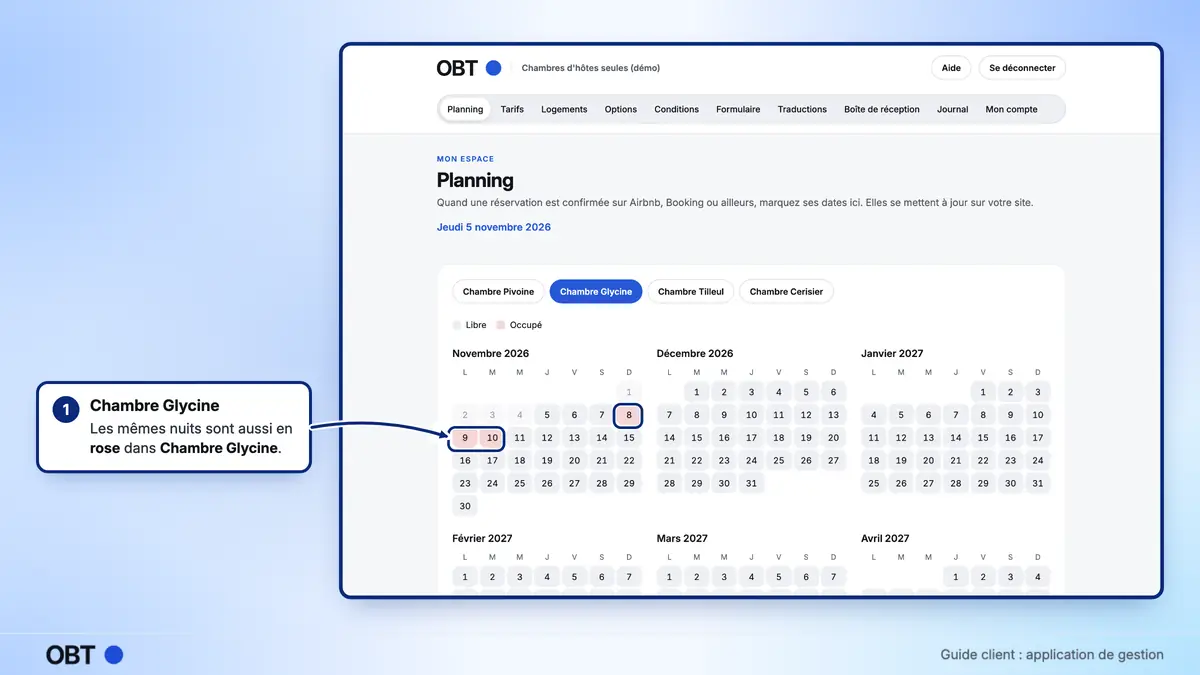 OBT
Chambres d'hôtes seules (démo)
Aide
Se déconnecter
Planning Tarifs Logements Options Conditions Formulaire Traductions Boîte de réception Journal Mon compte
MON ESPACE
Planning
Quand une réservation est confirmée sur Airbnb, Booking ou ailleurs, marquez ses dates ici. Elles se mettent à jour sur votre site.
Jeudi 5 novembre 2026
Chambre Pivoine Chambre Glycine Chambre Tilleul Chambre Cerisier
Libre Occupé
Novembre 2026
L M M J V S D
1
2 3 4 5 6 7 8
9 10 11 12 13 14 15
16 17 18 19 20 21 22
23 24 25 26 27 28 29
30
Décembre 2026
L M M J V S D
1 2 3 4 5 6
7 8 9 10 11 12 13
14 15 16 17 18 19 20
21 22 23 24 25 26 27
28 29 30 31
Janvier 2027
L M M J V S D
1 2 3
4 5 6 7 8 9 10
11 12 13 14 15 16 17
18 19 20 21 22 23 24
25 26 27 28 29 30 31
Février 2027
L M M J V S D
1 2 3 4 5 6 7
Mars 2027
L M M J V S D
1 2 3 4 5 6 7
Avril 2027
L M M J V S D
1 2 3 4
1
Chambre Glycine
Les mêmes nuits sont aussi en
rose dans Chambre Glycine.
OBT
Guide client : application de gestion